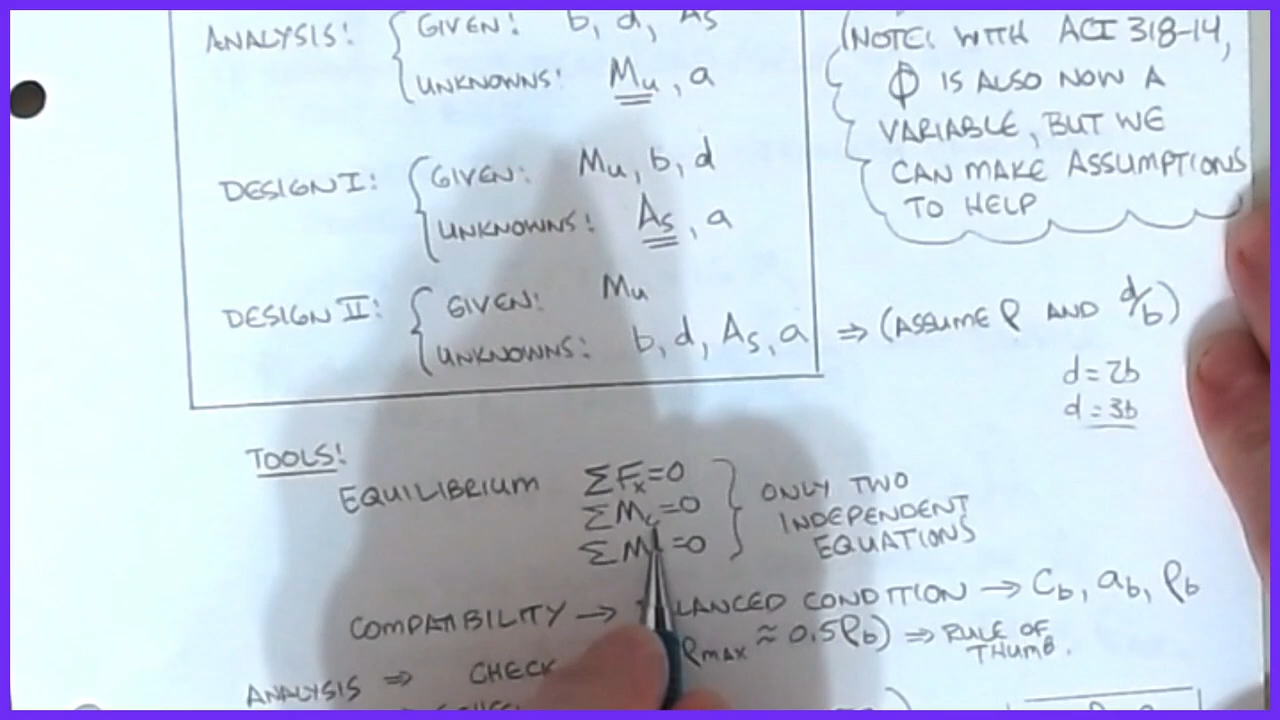 ANALYSIS: GIVEN: b, d, As
UNKNOWNS: Mu, a
DESIGN I: GIVEN: Mu, b, d
UNKNOWNS: As, a
DESIGN II: GIVEN: Mu
UNKNOWNS: b, d, As, a ⇒ (ASSUME ρ AND d/b)
d = 2b
d = 3b
(NOTE: WITH ACI 318-14,
Φ IS ALSO NOW A
VARIABLE, BUT WE
CAN MAKE ASSUMPTIONS
TO HELP
TOOLS:
EQUILIBRIUM ΣFx=0
ΣMc=0
ΣM =0
ONLY TWO
INDEPENDENT
EQUATIONS
COMPATIBILITY → LANCED CONDITION → Cb, ab, ρb
ρMAX ≈ 0.5ρb) ⇒ RULE OF
THUMB.
ANALYSIS ⇒ CHECK